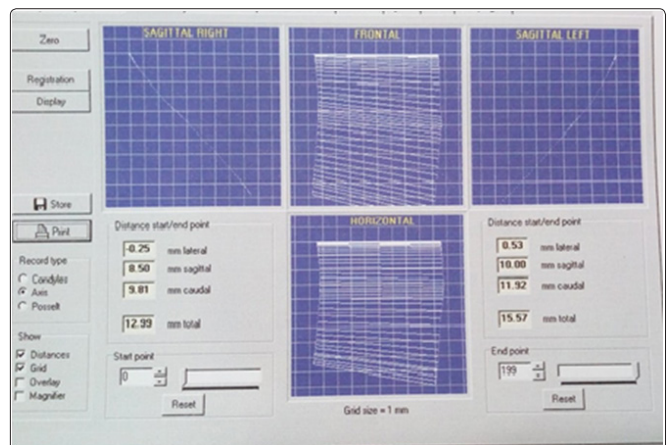 Zero
Registration
Display
Store
Print
Record type
Condyles
Axis
Posselt
Show
Distances
Grid
Overlay
Magnifier
SAGITTAL RIGHT
FRONTAL
SAGITTAL LEFT
HORIZONTAL
Distance start/end point
-0.25 mm lateral
8.50 mm sagittal
9.81 mm caudal
12.99 mm total
Start point
0
Reset
Grid size = 1 mm
Distance start/end point
0.53 mm lateral
10.00 mm sagittal
11.92 mm caudal
15.57 mm total
End point
199
Reset